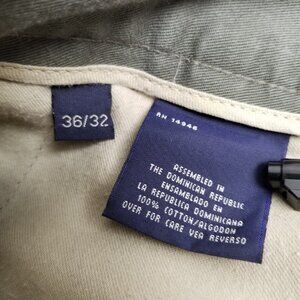 36/32
RN 14946
ASSEMBLED IN
THE DOMINICAN REPUBLIC
ENSAMBLADO EN
LA REPUBLICA DOMINICANA
100% COTTON/ALGODON
OVER FOR CARE VEA REVERSO